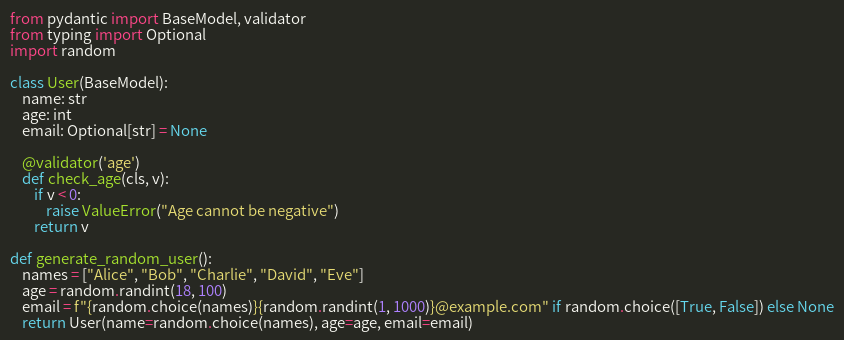 from pydantic import BaseModel, validator
from typing import Optional
import random

class User(BaseModel):
    name: str
    age: int
    email: Optional[str] = None

    @validator('age')
    def check_age(cls, v):
        if v < 0:
            raise ValueError("Age cannot be negative")
        return v

def generate_random_user():
    names = ["Alice", "Bob", "Charlie", "David", "Eve"]
    age = random.randint(18, 100)
    email = f"{random.choice(names)}{random.randint(1, 1000)}@example.com" if random.choice([True, False]) else None
    return User(name=random.choice(names), age=age, email=email)